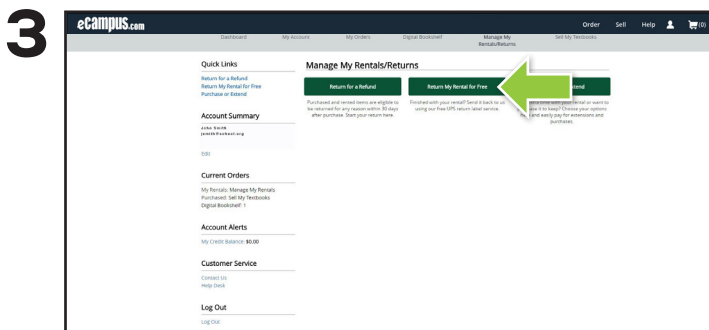 3
eCampus.com
Order Sell Help (0)
Dashboard My Account My Orders Digital Bookshelf Manage My Rentals/Returns Sell My Textbooks
Quick Links
Return for a Refund
Return My Rental for Free
Purchase or Extend
Account Summary
John Smith
jsmith@school.org
Edit
Current Orders
My Rentals: Manage My Rentals
Purchased: Sell My Textbooks
Digital Bookshelf: 1
Account Alerts
My Credit Balance: $0.00
Customer Service
Contact Us
Help Desk
Log Out
Log Out
Manage My Rentals/Returns
Return for a Refund
Purchased and rented items are eligible to
be returned for any reason within 30 days
after purchase. Start your return here.
Return My Rental for Free
Finished with your rental? Send it back to us
using our free UPS return label service.
tend
rental or want to
it to keep? Choose your options
and easily pay for extensions and
purchases.